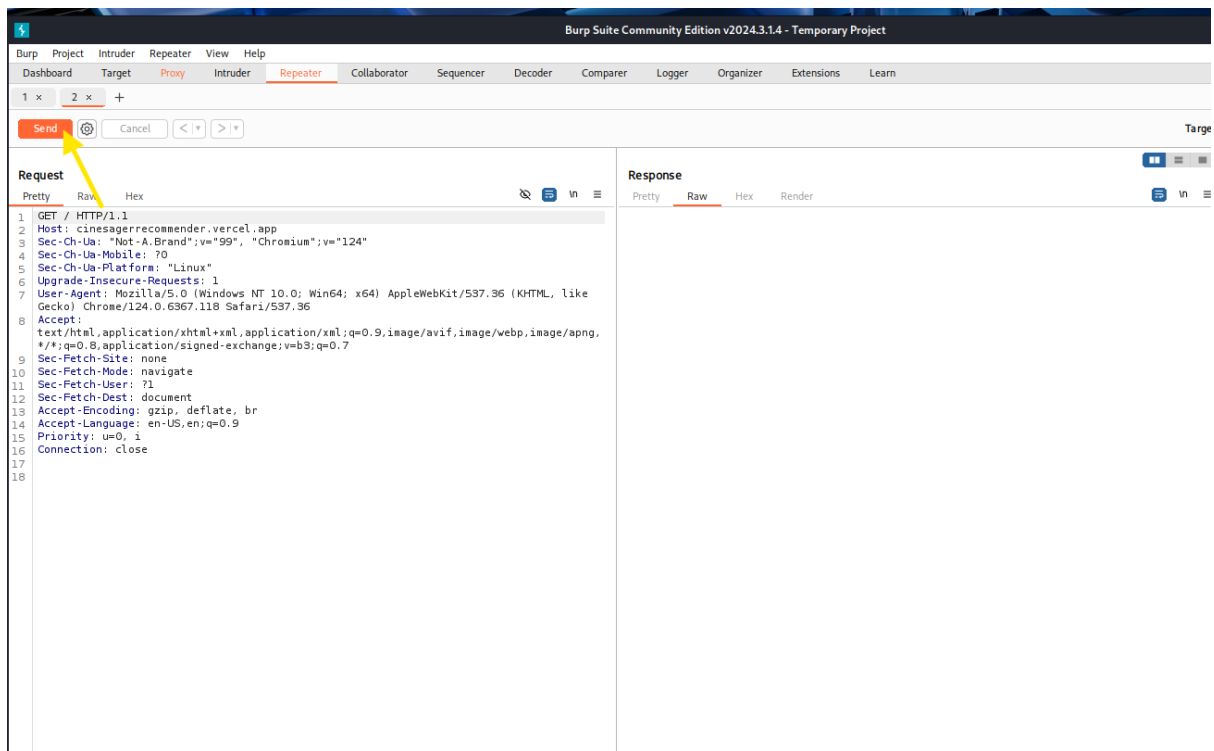 Burp Suite Community Edition v2024.3.1.4 - Temporary Project
Burp Project Intruder Repeater View Help
Dashboard Target Proxy Intruder Repeater Collaborator Sequencer Decoder Comparer Logger Organizer Extensions Learn
1 × 2 × +
Send Cancel < > Targe
Request
Pretty Raw Hex \n
1 GET / HTTP/1.1
2 Host: cinesagerrecommender.vercel.app
3 Sec-Ch-Ua: "Not-A.Brand";v="99", "Chromium";v="124"
4 Sec-Ch-Ua-Mobile: ?0
5 Sec-Ch-Ua-Platform: "Linux"
6 Upgrade-Insecure-Requests: 1
7 User-Agent: Mozilla/5.0 (Windows NT 10.0; Win64; x64) AppleWebKit/537.36 (KHTML, like
Gecko) Chrome/124.0.6367.118 Safari/537.36
8 Accept:
text/html,application/xhtml+xml,application/xml;q=0.9,image/avif,image/webp,image/apng,
*/*;q=0.8,application/signed-exchange;v=b3;q=0.7
9 Sec-Fetch-Site: none
10 Sec-Fetch-Mode: navigate
11 Sec-Fetch-User: ?1
12 Sec-Fetch-Dest: document
13 Accept-Encoding: gzip, deflate, br
14 Accept-Language: en-US,en;q=0.9
15 Priority: u=0, i
16 Connection: close
17
18
Response
Pretty Raw Hex Render \n